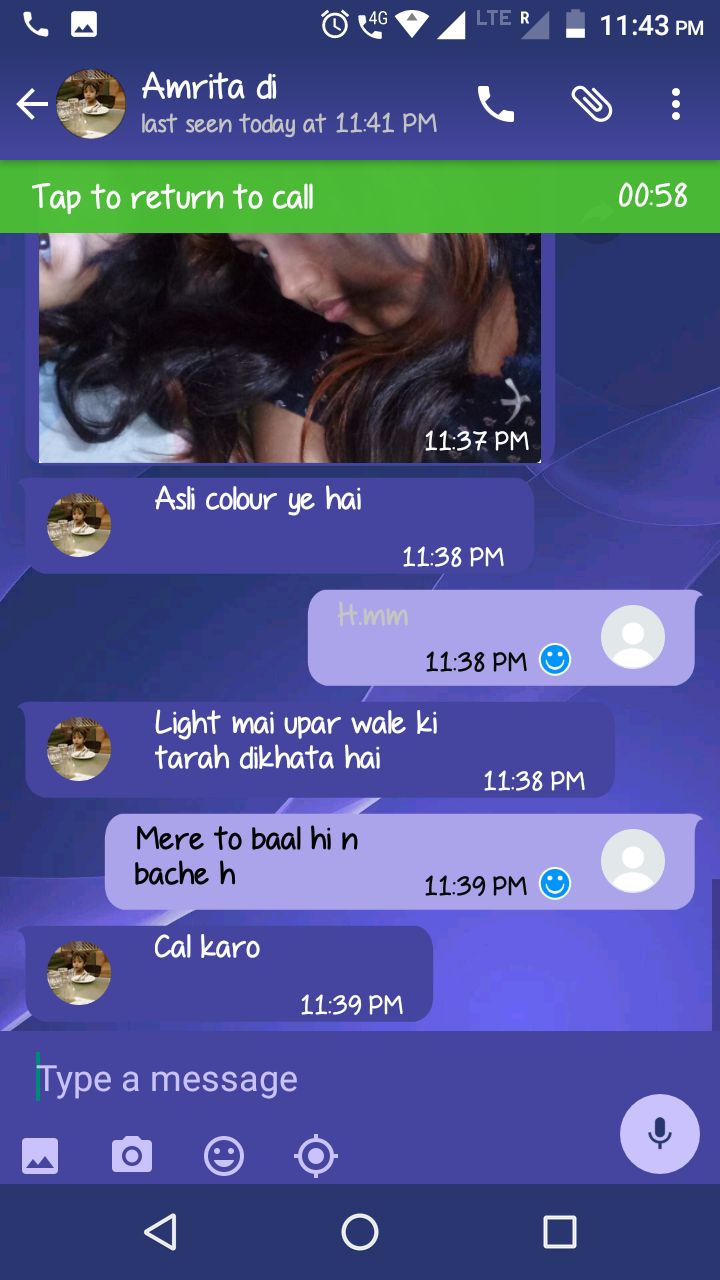 4G LTE R 11:43 PM
Amrita di
last seen today at 11:41 PM
Tap to return to call 00:58
11:37 PM
Asli colour ye hai
11:38 PM
H.mm
11:38 PM
Light mai upar wale ki
tarah dikhata hai
11:38 PM
Mere to baal hi n
bache h
11:39 PM
Cal karo
11:39 PM
Type a message